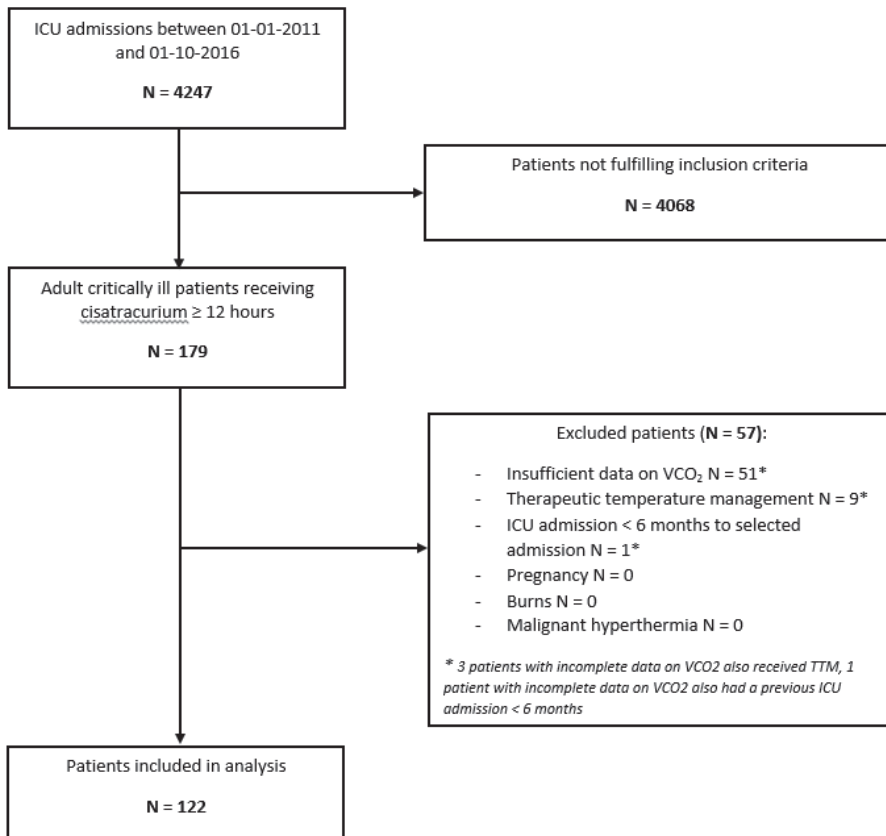 ICU admissions between 01-01-2011
and 01-10-2016
N = 4247
Patients not fulfilling inclusion criteria
N = 4068
Adult critically ill patients receiving
cisatracurium ≥ 12 hours
N = 179
Excluded patients (N = 57):
- Insufficient data on VCO₂ N = 51*
- Therapeutic temperature management N = 9*
- ICU admission < 6 months to selected
admission N = 1*
- Pregnancy N = 0
- Burns N = 0
- Malignant hyperthermia N = 0
* 3 patients with incomplete data on VCO2 also received TTM, 1
patient with incomplete data on VCO2 also had a previous ICU
admission < 6 months
Patients included in analysis
N = 122